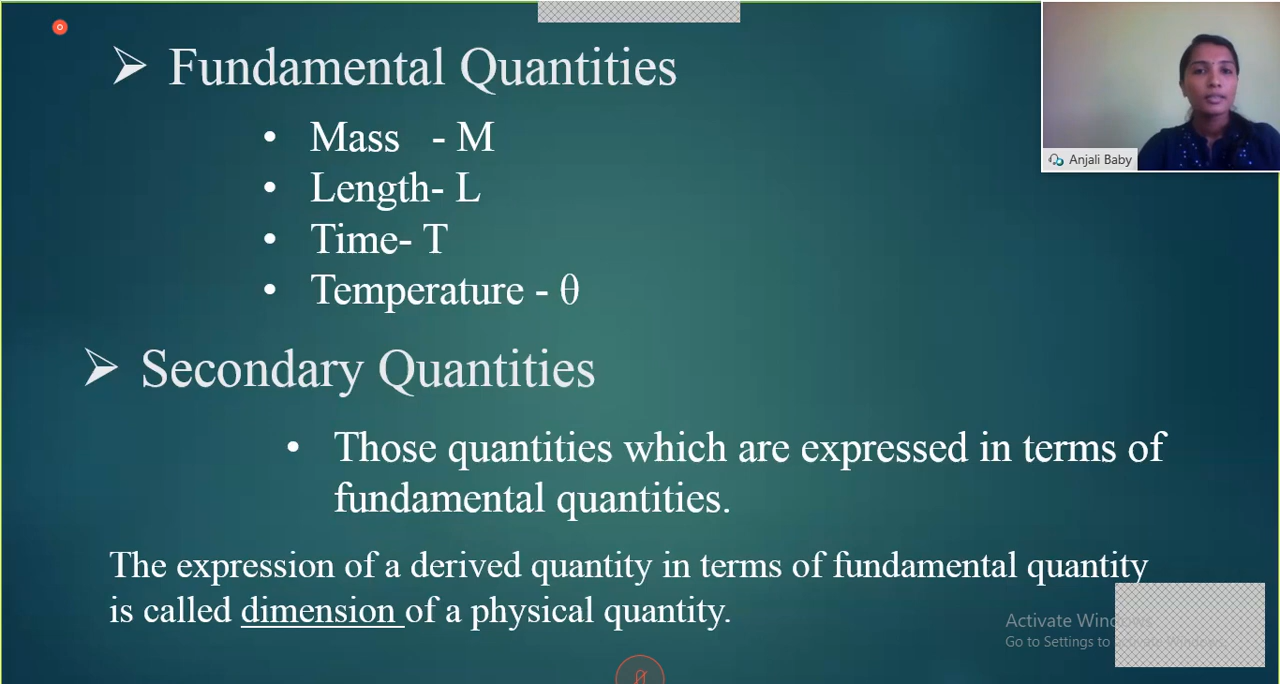 Fundamental Quantities
Mass - M
Length- L
Time- T
Temperature - θ
Secondary Quantities
Those quantities which are expressed in terms of
fundamental quantities.
The expression of a derived quantity in terms of fundamental quantity
is called dimension of a physical quantity.
Anjali Baby
Activate
Go to Settings to